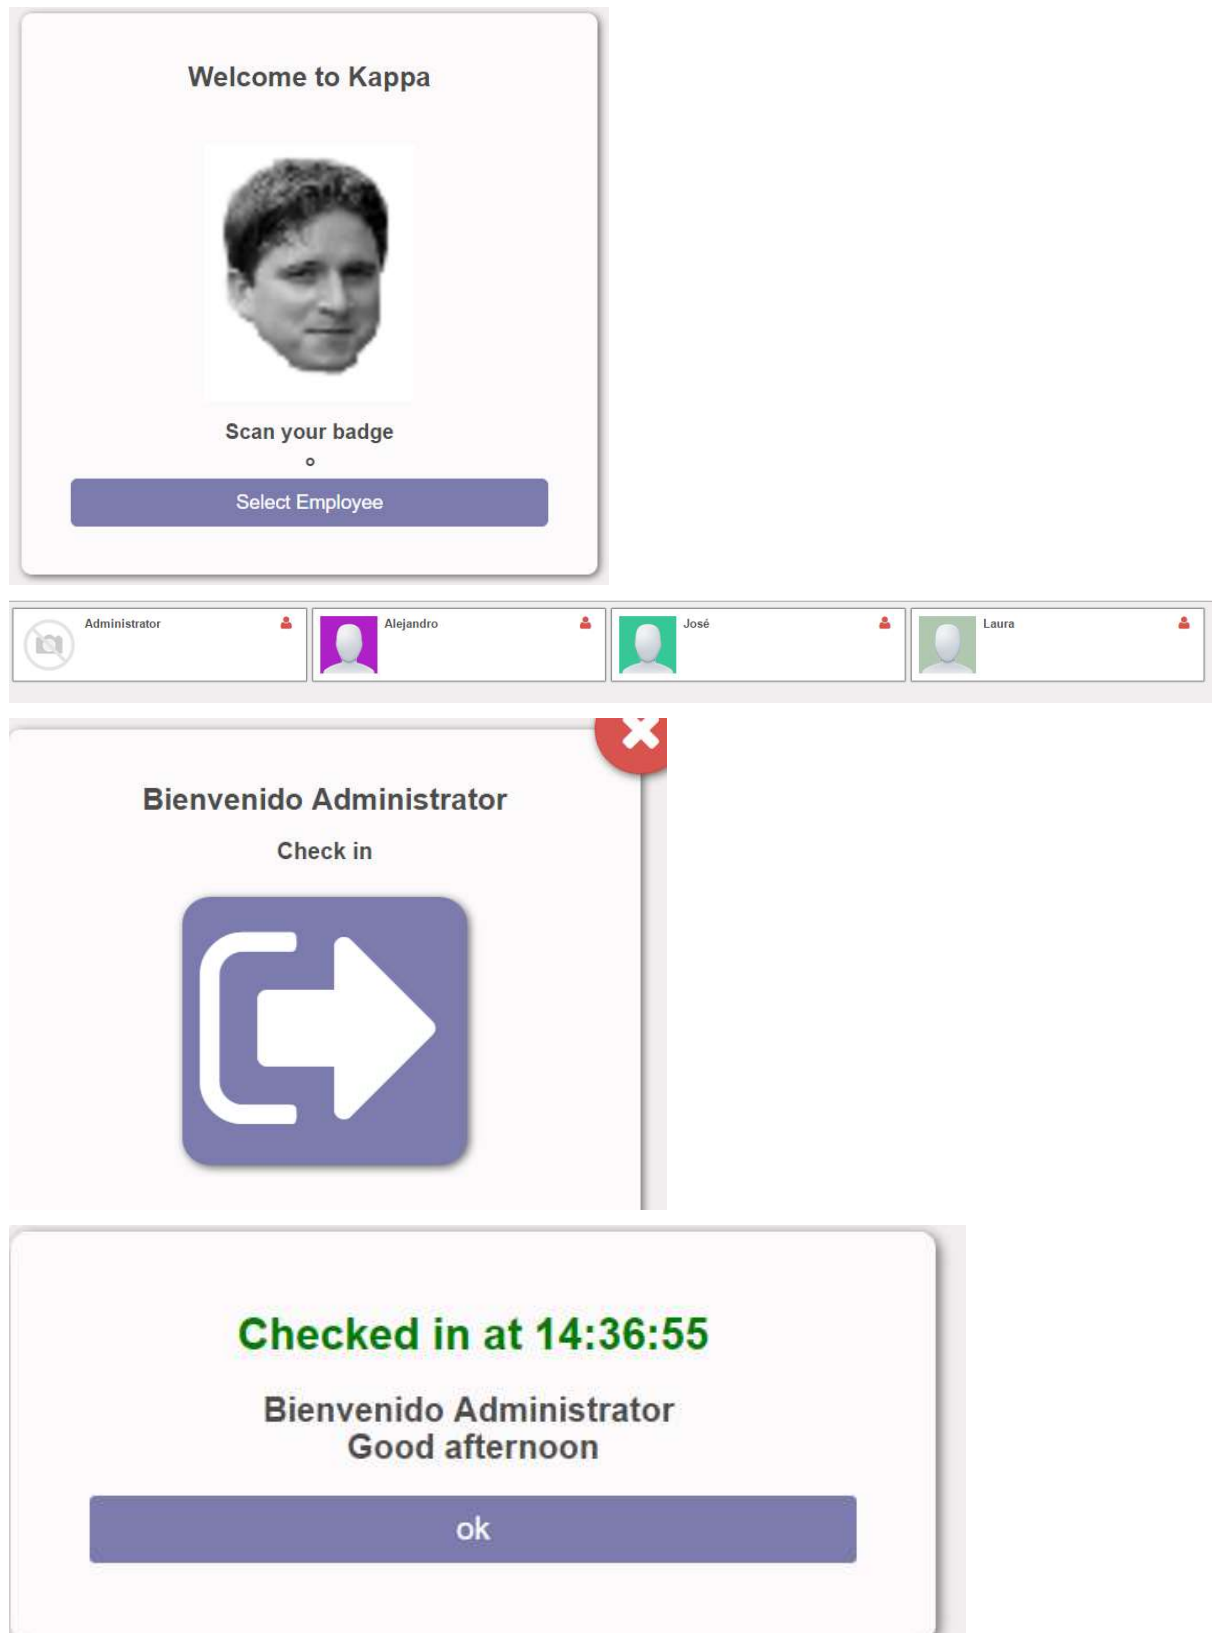 Welcome to Kappa
Scan your badge
o
Select Employee
Administrator
Alejandro
José
Laura
Bienvenido Administrator
Check in
Checked in at 14:36:55
Bienvenido Administrator
Good afternoon
ok